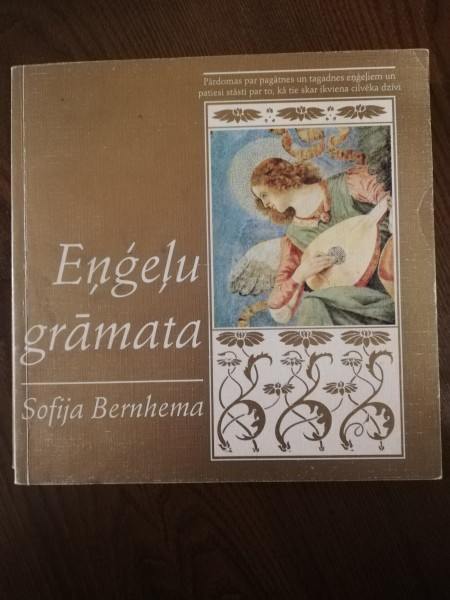 Pārdomas par pagātnes un tagadnes eņģeļiem un
patiesi stāsti par to, kā tie skar ikviena cilvēka dzīvi
Eņģeļu
grāmata
Sofija Bernhema